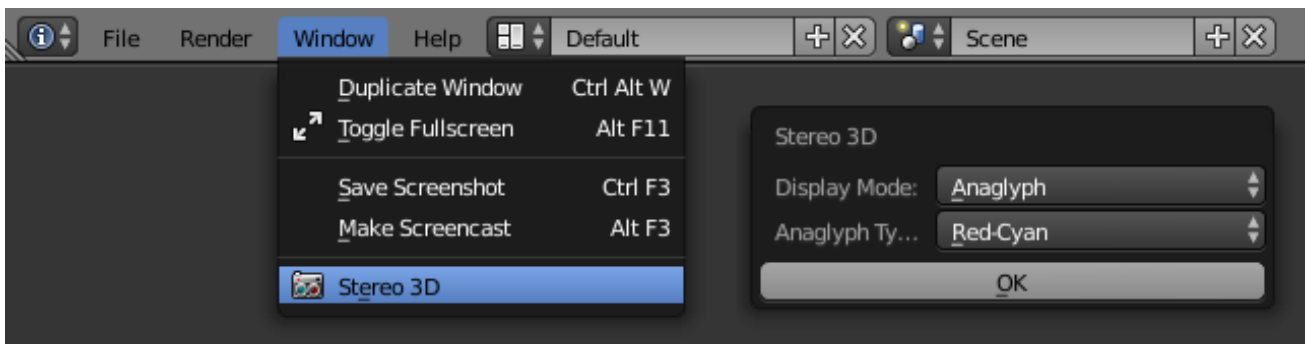 File Render Window Help Default Scene
Duplicate Window Ctrl Alt W
Toggle Fullscreen Alt F11
Save Screenshot Ctrl F3
Make Screencast Alt F3
Stereo 3D
Stereo 3D
Display Mode: Anaglyph
Anaglyph Ty... Red-Cyan
OK